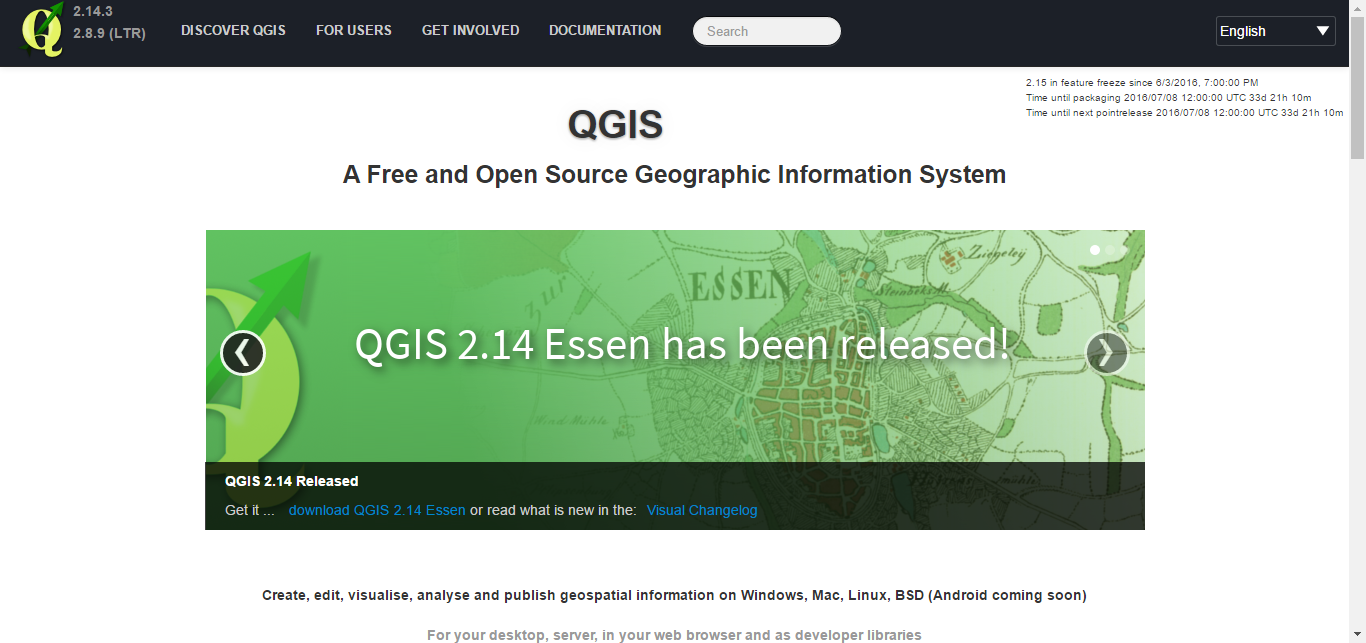 2.14.3
2.8.9 (LTR)
DISCOVER QGIS
FOR USERS
GET INVOLVED
DOCUMENTATION
Search
English
2.15 in feature freeze since 6/3/2016, 7:00:00 PM
Time until packaging 2016/07/08 12:00:00 UTC 33d 21h 10m
Time until next pointrelease 2016/07/08 12:00:00 UTC 33d 21h 10m
QGIS
A Free and Open Source Geographic Information System
ESSEN
QGIS 2.14 Essen has been released!
QGIS 2.14 Released
Get it ... download QGIS 2.14 Essen or read what is new in the: Visual Changelog
Create, edit, visualise, analyse and publish geospatial information on Windows, Mac, Linux, BSD (Android coming soon)
For your desktop, server, in your web browser and as developer libraries